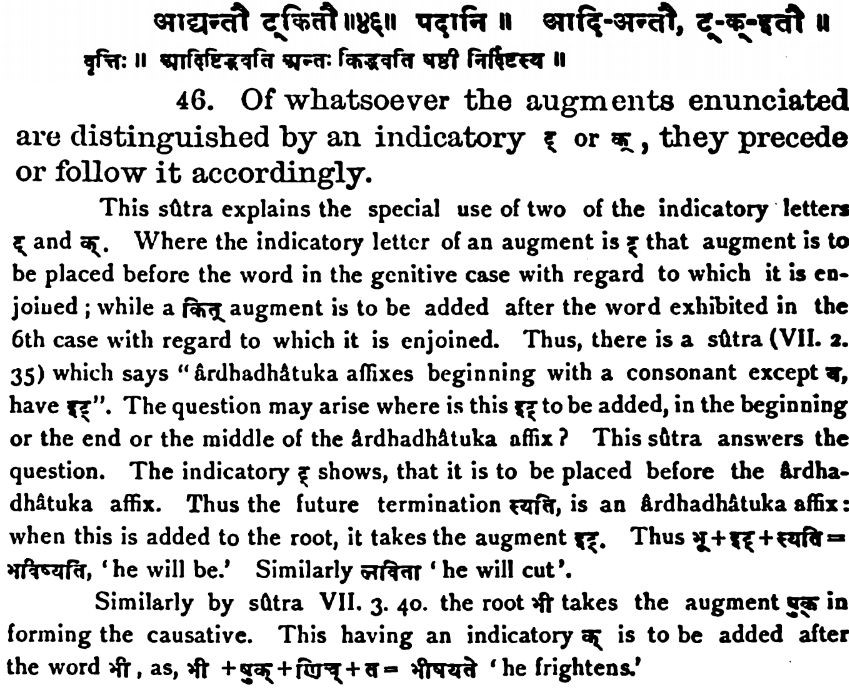 आद्यन्तौ टकितौ ॥४६॥ पदानि ॥ आदि-अन्तौ, ट्-क्-इतौ ॥
वृत्तिः ॥ आदिष्टिद्भवति अन्तः किद्भवति षष्ठी निर्दिष्टस्य ॥
46. Of whatsoever the augments enunciated
are distinguished by an indicatory ट् or क्, they precede
or follow it accordingly.
This sûtra explains the special use of two of the indicatory letters
ट् and क्. Where the indicatory letter of an augment is ट् that augment is to
be placed before the word in the genitive case with regard to which it is en-
joined ; while a कित् augment is to be added after the word exhibited in the
6th case with regard to which it is enjoined. Thus, there is a sûtra (VII. 2.
35) which says “ârdhadhâtuka affixes beginning with a consonant except व,
have इट्”. The question may arise where is this इट् to be added, in the beginning
or the end or the middle of the ârdhadhâtuka affix ? This sûtra answers the
question. The indicatory ट् shows, that it is to be placed before the ârdha-
dhâtuka affix. Thus the future termination स्यति, is an ârdhadhâtuka affix:
when this is added to the root, it takes the augment इट्. Thus भू+इट्+स्यति=
भविष्यति, ‘he will be.’ Similarly लविता ‘he will cut’.
Similarly by sûtra VII. 3. 40. the root भी takes the augment षुक् in
forming the causative. This having an indicatory क् is to be added after
the word भी, as, भी +षुक्+णिच्+त= भीषयते ‘he frightens.’